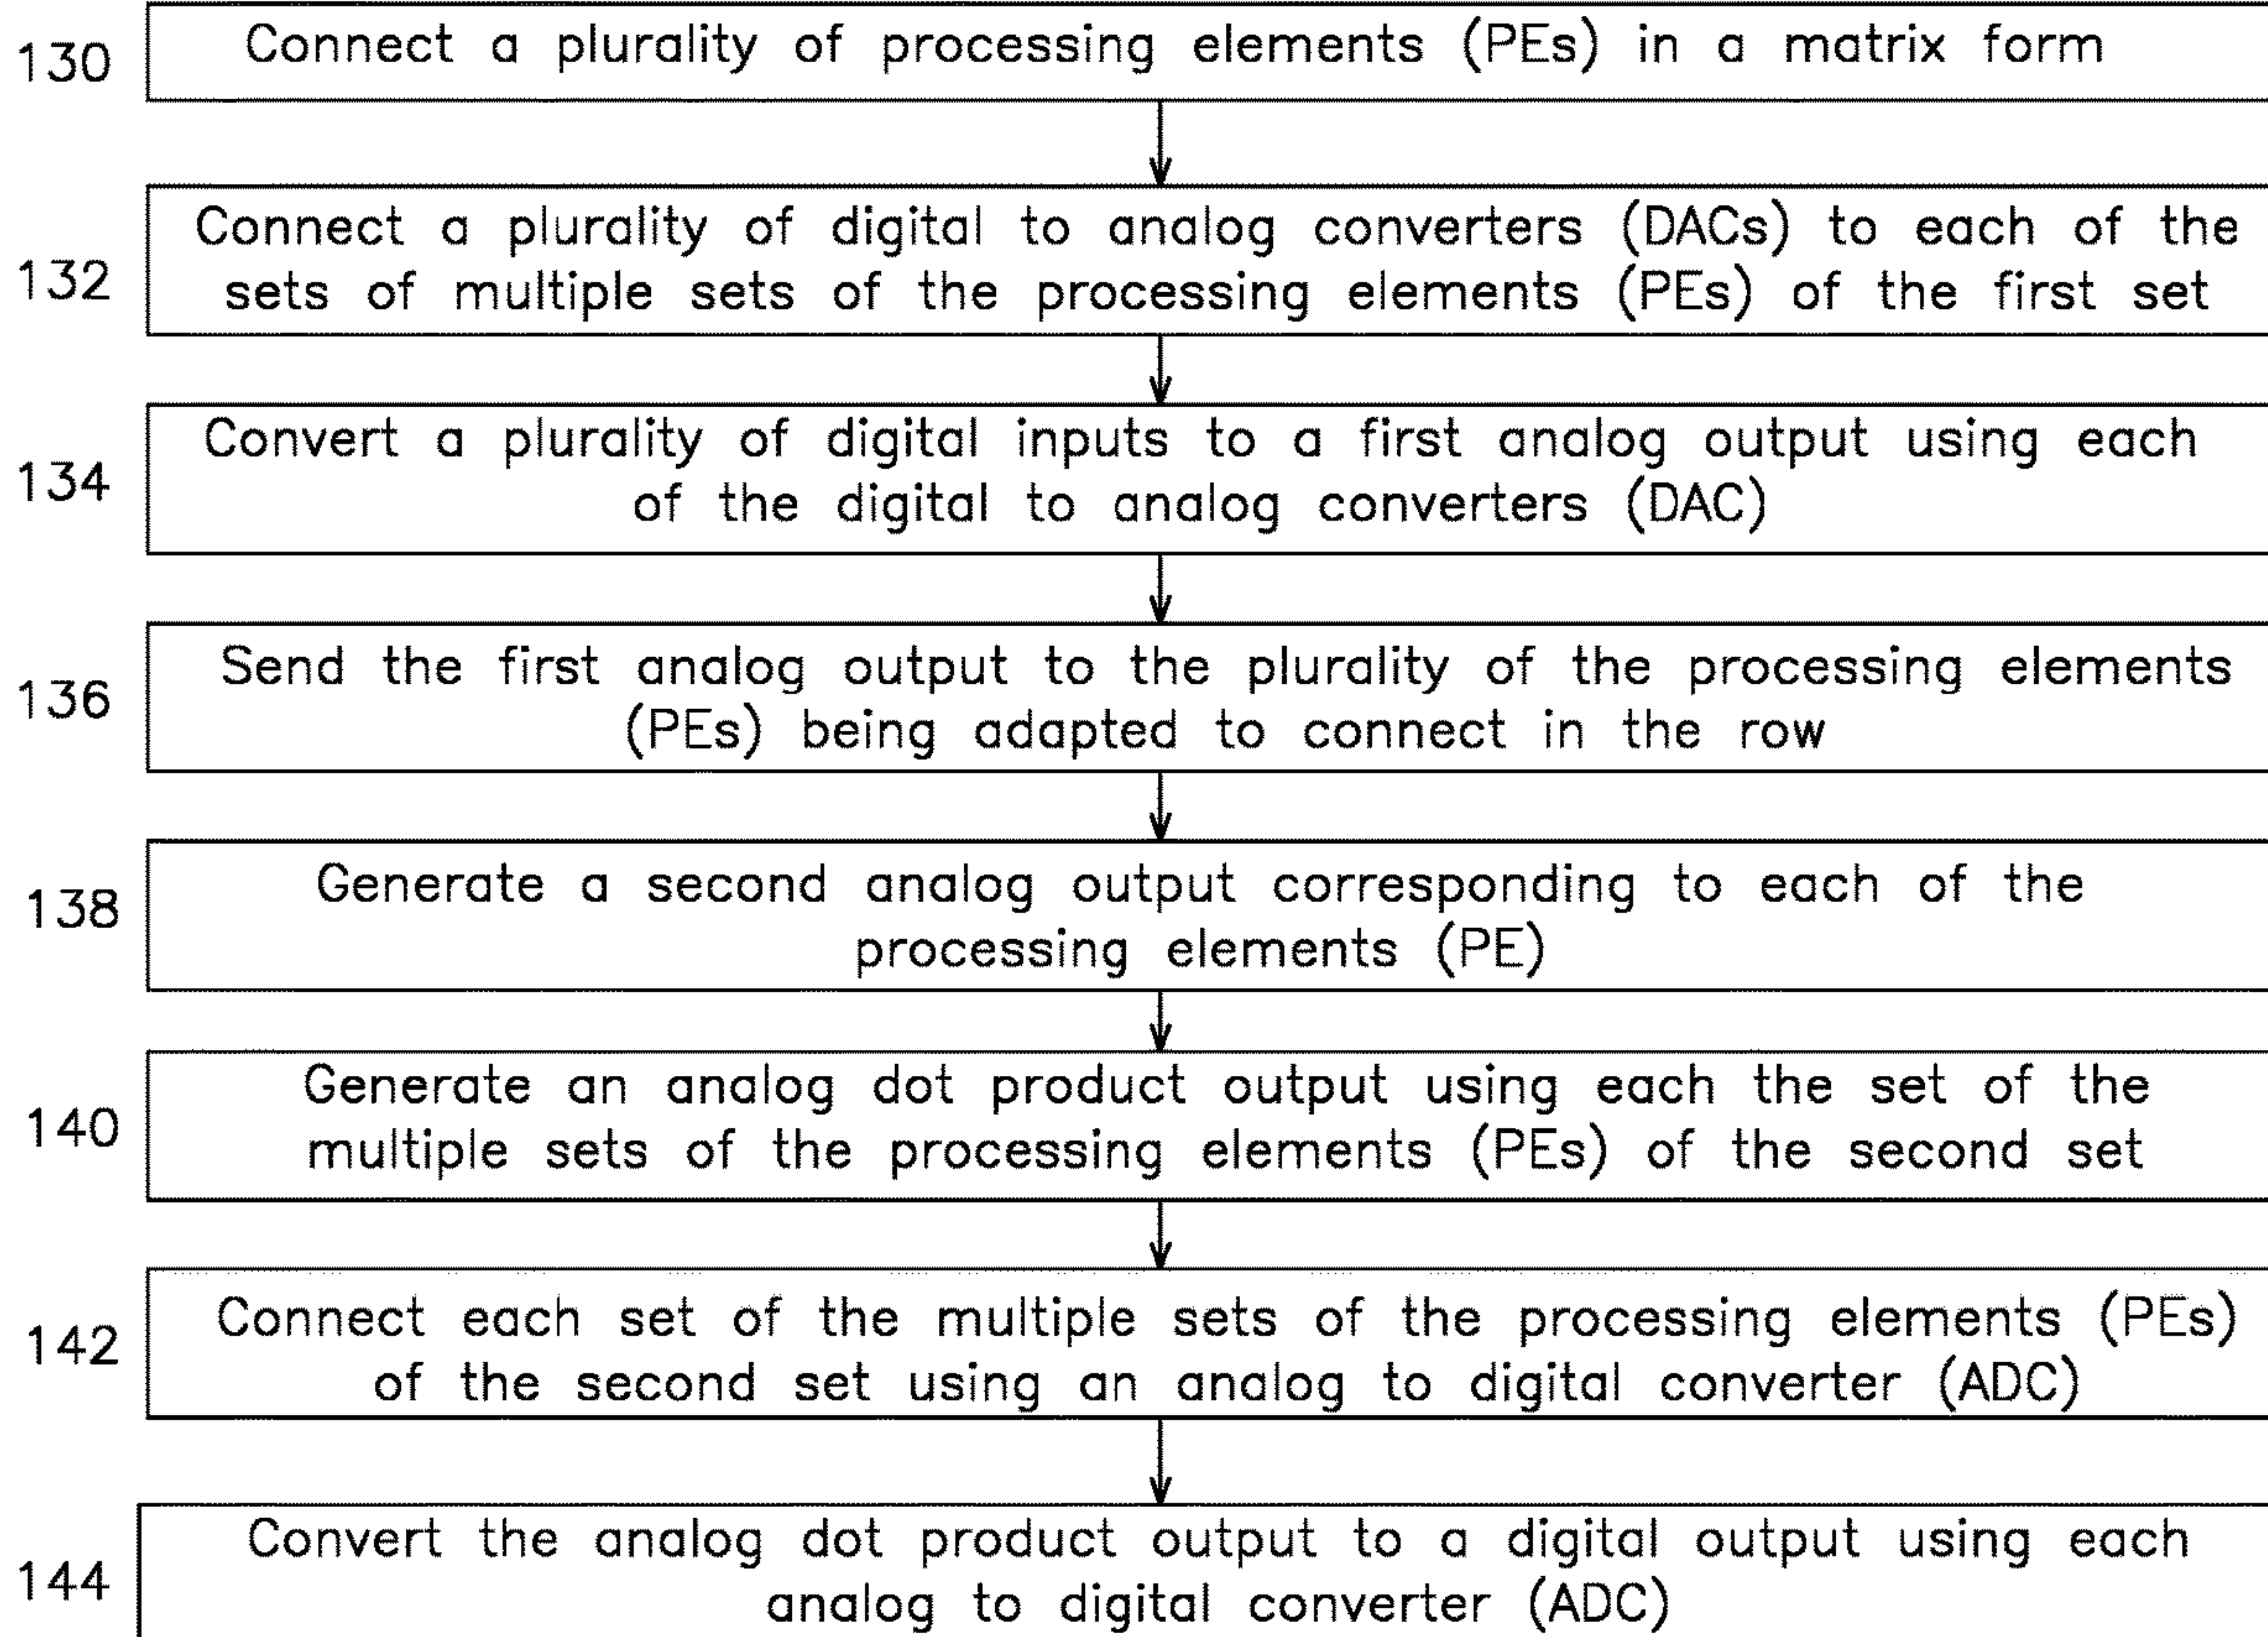 130
Connect a plurality of processing elements (PEs) in a matrix form
132
Connect a plurality of digital to analog converters (DACs) to each of the
sets of multiple sets of the processing elements (PEs) of the first set
134
Convert a plurality of digital inputs to a first analog output using each
of the digital to analog converters (DAC)
136
Send the first analog output to the plurality of the processing elements
(PEs) being adapted to connect in the row
138
Generate a second analog output corresponding to each of the
processing elements (PE)
140
Generate an analog dot product output using each the set of the
multiple sets of the processing elements (PEs) of the second set
142
Connect each set of the multiple sets of the processing elements (PEs)
of the second set using an analog to digital converter (ADC)
144
Convert the analog dot product output to a digital output using each
analog to digital converter (ADC)